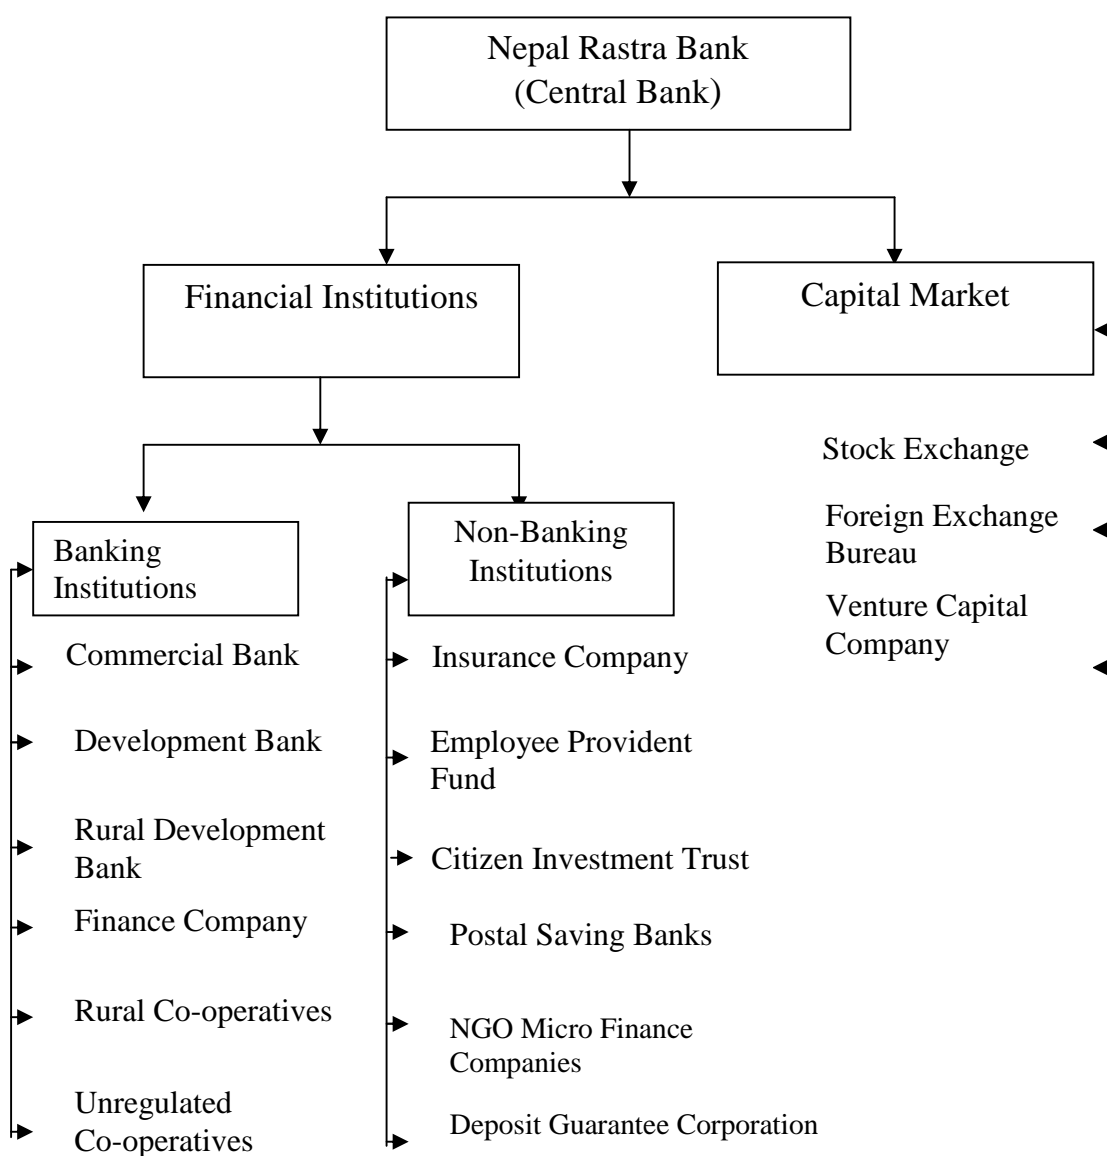 Nepal Rastra Bank
(Central Bank)
Financial Institutions
Capital Market
Stock Exchange
Foreign Exchange
Bureau
Venture Capital
Company
Banking
Institutions
Commercial Bank
Development Bank
Rural Development
Bank
Finance Company
Rural Co-operatives
Unregulated
Co-operatives
Non-Banking
Institutions
Insurance Company
Employee Provident
Fund
Citizen Investment Trust
Postal Saving Banks
NGO Micro Finance
Companies
Deposit Guarantee Corporation